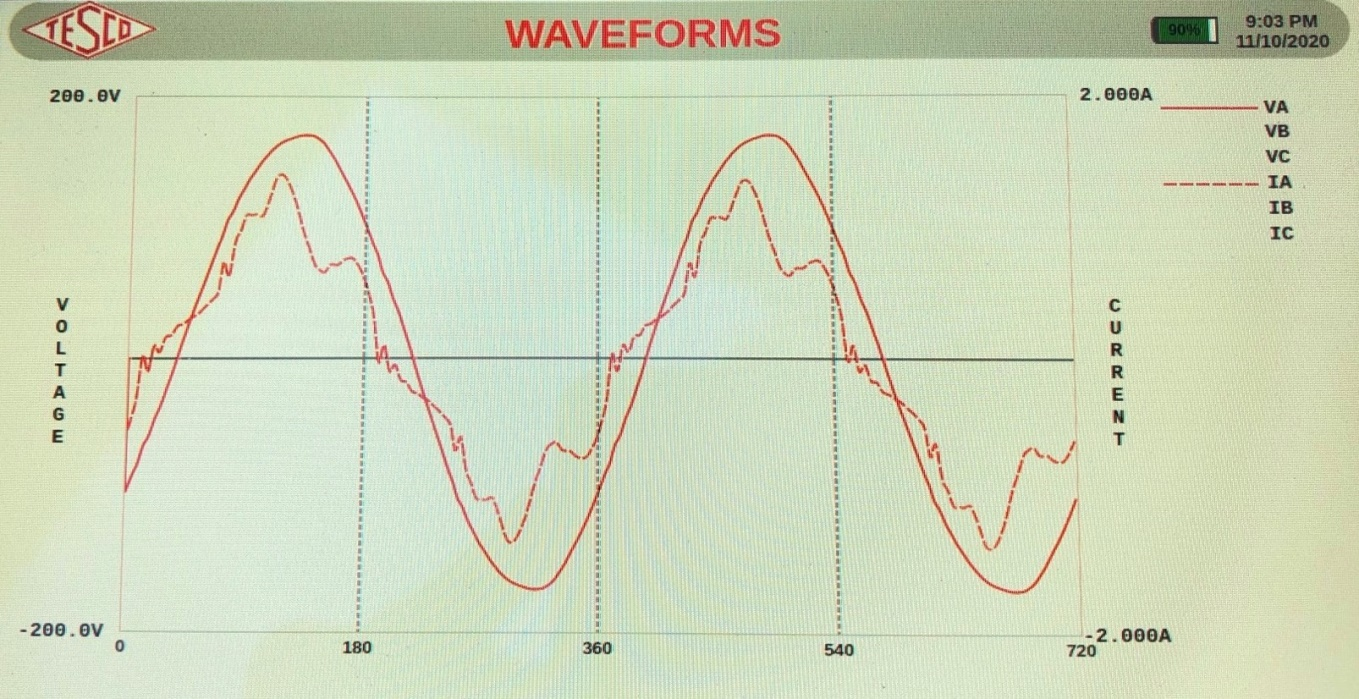 TESCO
WAVEFORMS
90%
9:03 PM
11/10/2020
200.0V
2.000A
VA
VB
VC
IA
IB
IC
VOLTAGE
CURRENT
-200.0V
-2.000A
0
180
360
540
720